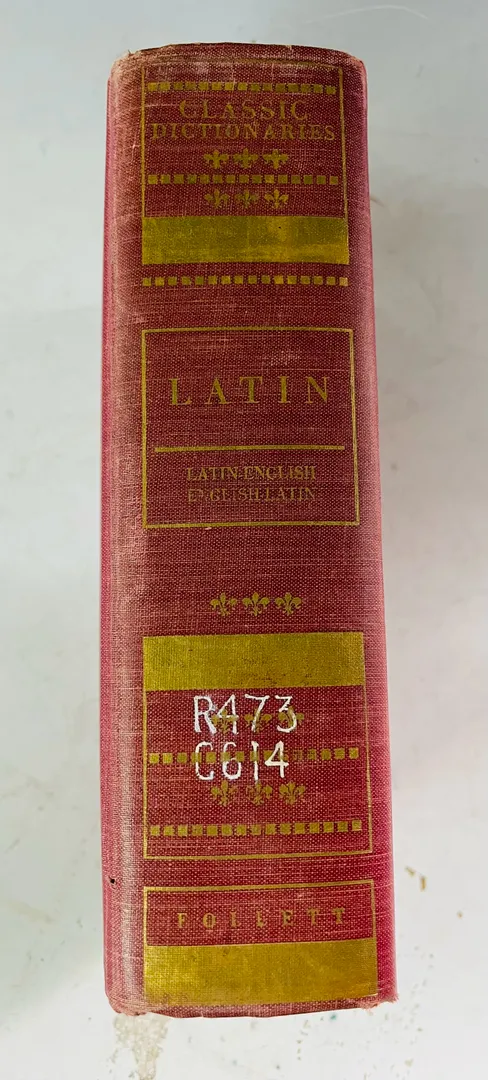 CLASSIC
DICTIONARIES
LATIN
LATIN-ENGLISH
ENGLISH-LATIN
R473
C614
FOLLETT